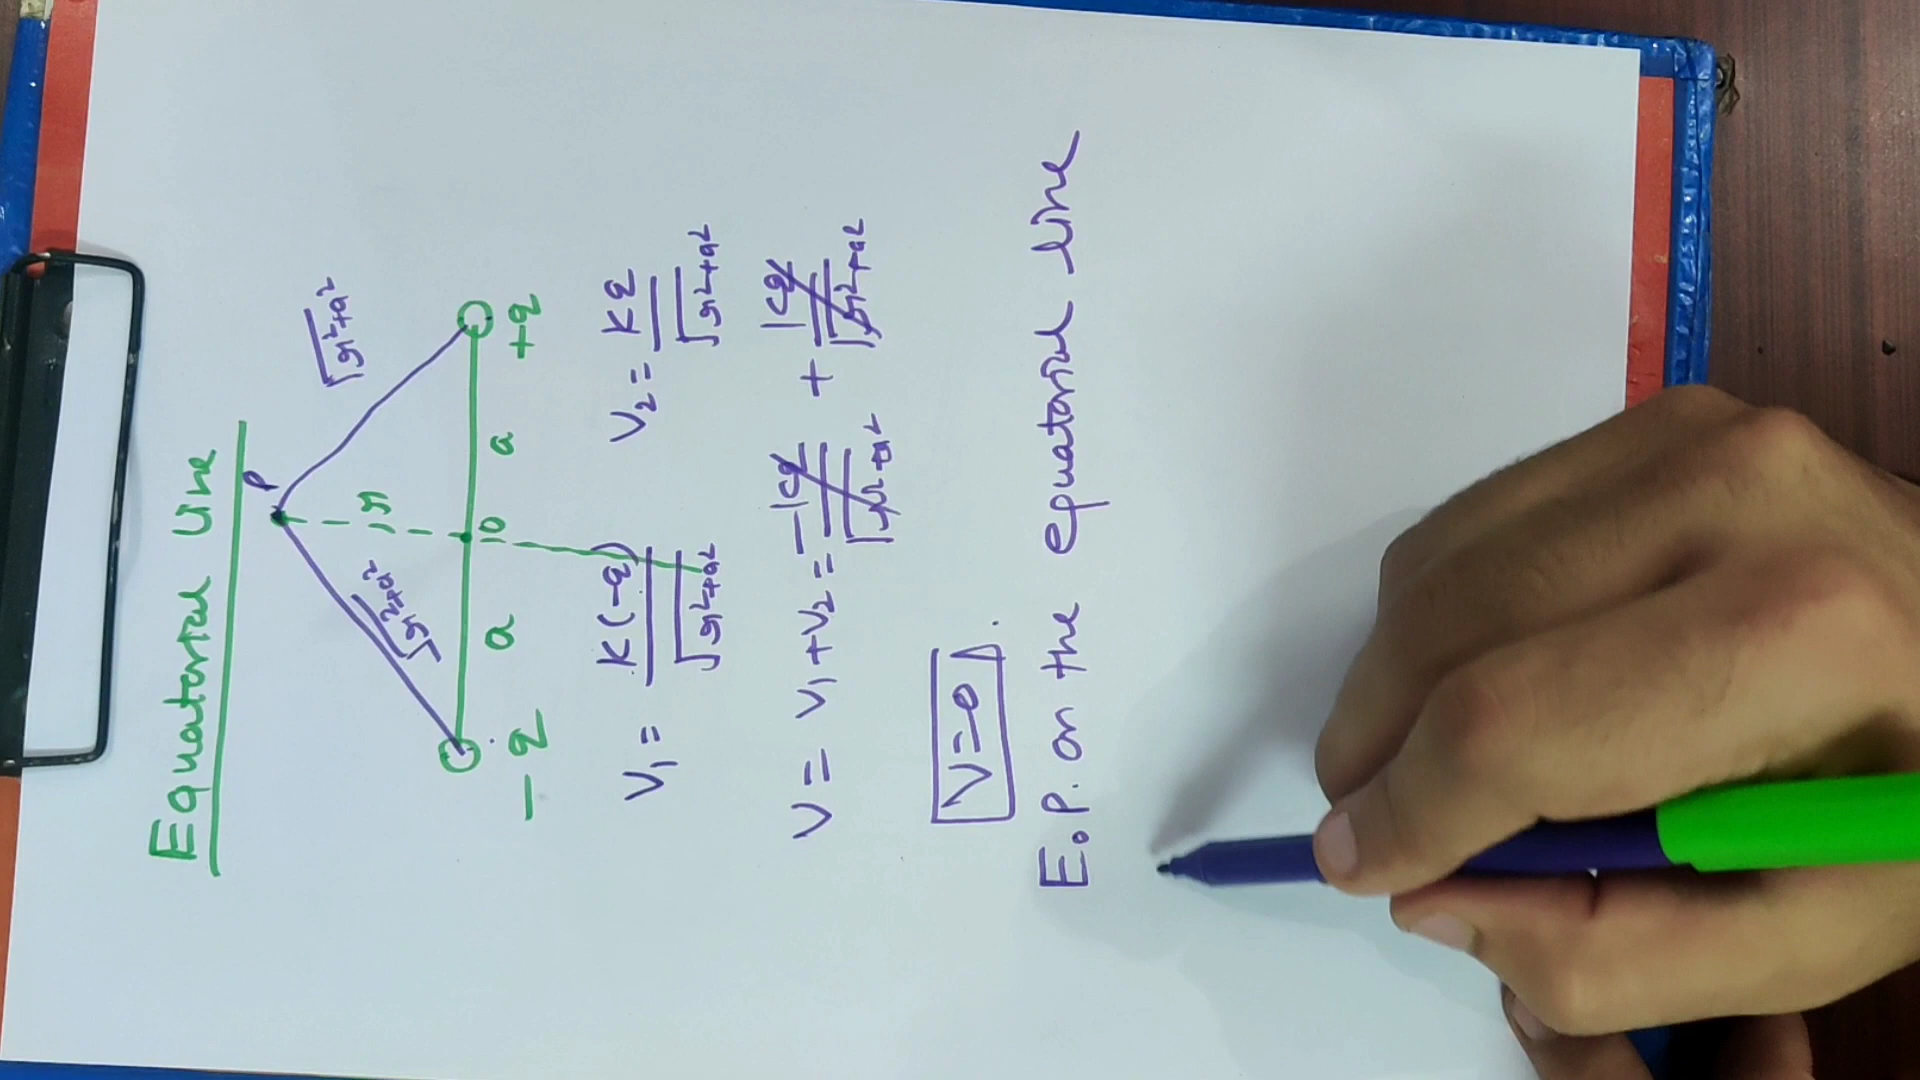 Equatorial Line
P
√r²+a²
√r²+a²
r
a
o
a
-q
+q
V₁ = K(-q)/√r²+a²
V₂ = Kq/√r²+a²
V = V₁+V₂ = -Kq/√r²+a² + Kq/√r²+a²
V=0.
E.P. on the equatorial line